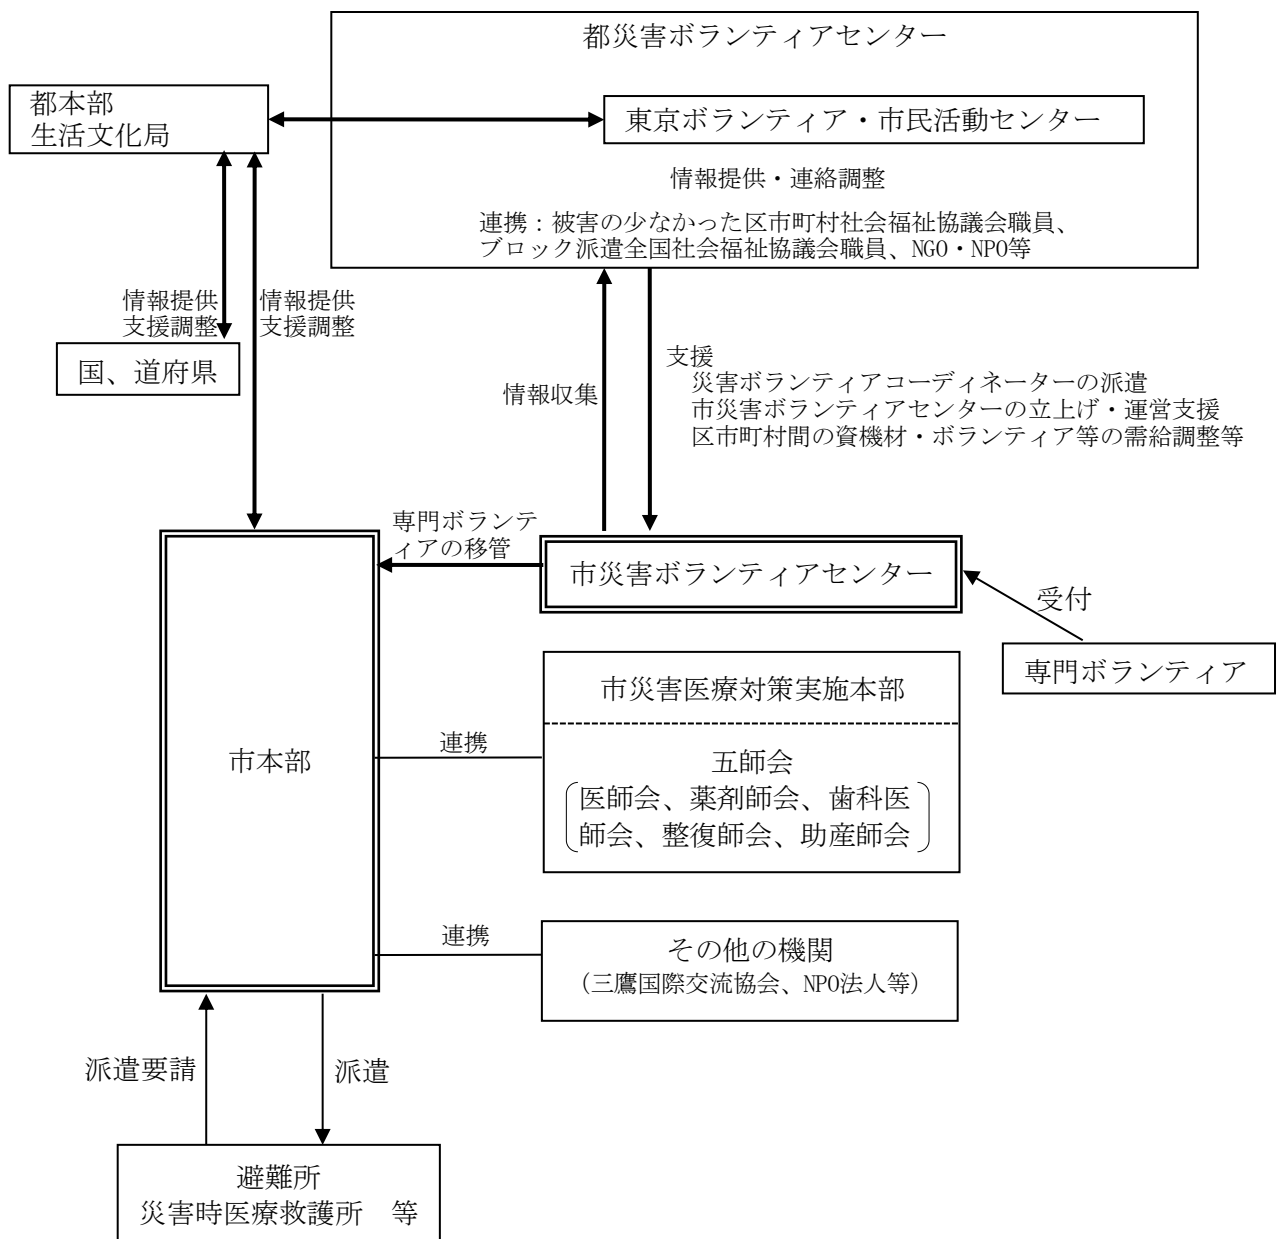 都災害ボランティアセンター
都本部
生活文化局
東京ボランティア・市民活動センター
情報提供・連絡調整
連携：被害の少なかった区市町村社会福祉協議会職員、
ブロック派遣全国社会福祉協議会職員、NGO・NPO等
情報提供
支援調整
情報提供
支援調整
国、道府県
情報収集
支援
災害ボランティアコーディネーターの派遣
市災害ボランティアセンターの立上げ・運営支援
区市町村間の資機材・ボランティア等の需給調整等
専門ボランテ
ィアの移管
市災害ボランティアセンター
受付
専門ボランティア
市本部
市災害医療対策実施本部
連携
五師会
医師会、薬剤師会、歯科医
師会、整復師会、助産師会
連携
その他の機関
（三鷹国際交流協会、NPO法人等）
派遣要請
派遣
避難所
災害時医療救護所　等